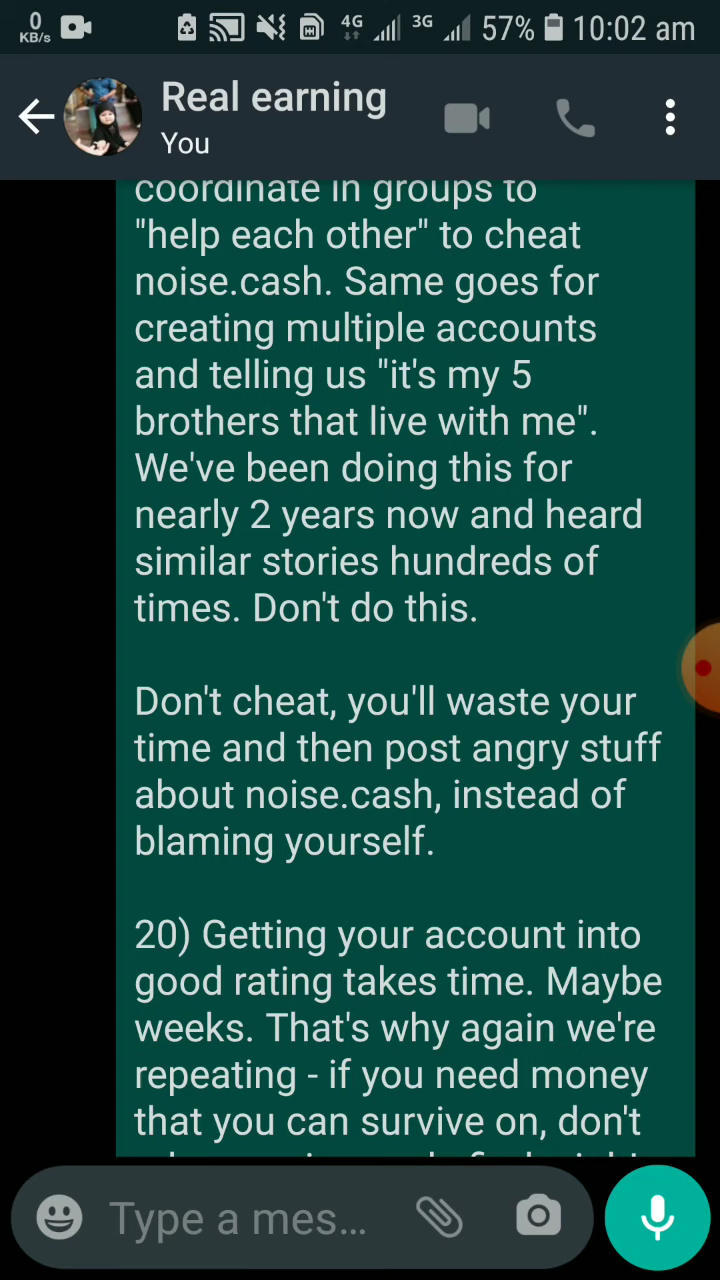 0
KB/s
4G
3G
57%
10:02 am
Real earning
You
coordinate in groups to
"help each other" to cheat
noise.cash. Same goes for
creating multiple accounts
and telling us "it's my 5
brothers that live with me".
We've been doing this for
nearly 2 years now and heard
similar stories hundreds of
times. Don't do this.
Don't cheat, you'll waste your
time and then post angry stuff
about noise.cash, instead of
blaming yourself.
20) Getting your account into
good rating takes time. Maybe
weeks. That's why again we're
repeating - if you need money
that you can survive on, don't
Type a mes...